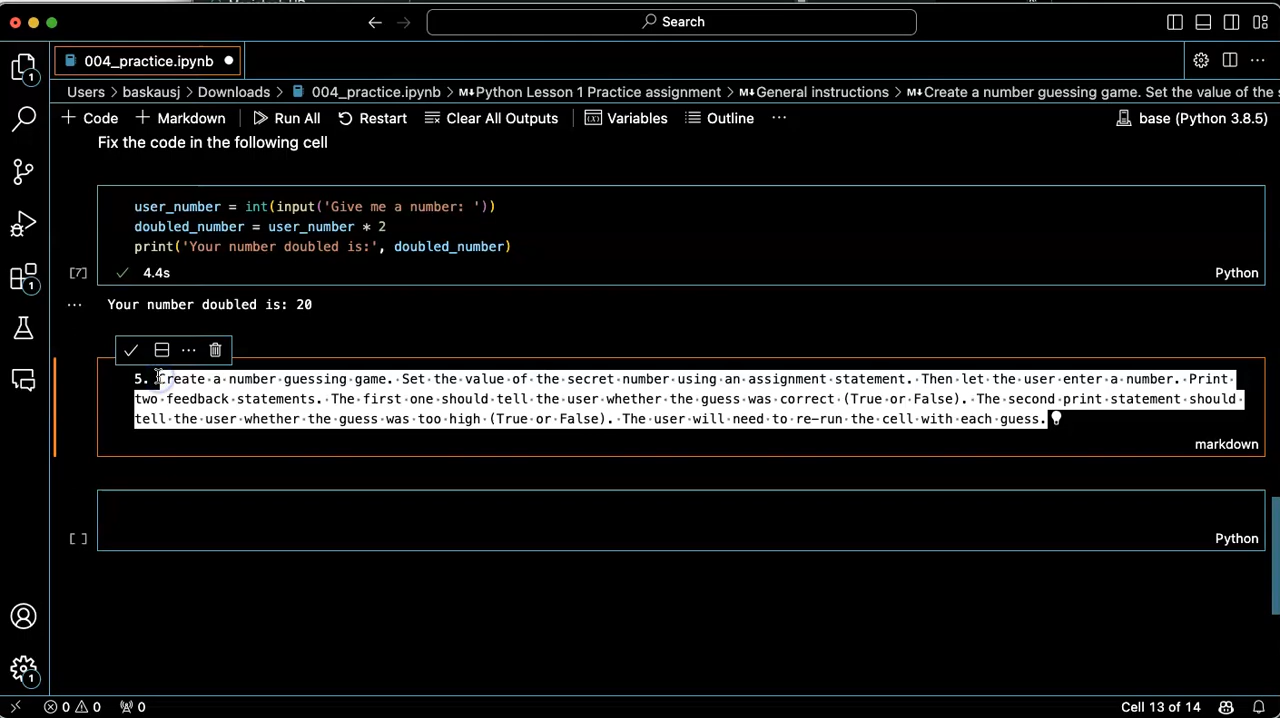 Search
004_practice.ipynb
Users > baskausj > Downloads > 004_practice.ipynb > Python Lesson 1 Practice assignment > General instructions > Create a number guessing game. Set the value of the s
+ Code + Markdown Run All Restart Clear All Outputs Variables Outline ... base (Python 3.8.5)
Fix the code in the following cell
user_number = int(input('Give me a number: '))
doubled_number = user_number * 2
print('Your number doubled is:', doubled_number)
[7] 4.4s Python
... Your number doubled is: 20
5. Create a number guessing game. Set the value of the secret number using an assignment statement. Then let the user enter a number. Print
two feedback statements. The first one should tell the user whether the guess was correct (True or False). The second print statement should
tell the user whether the guess was too high (True or False). The user will need to re-run the cell with each guess.
markdown
[ ] Python
0 0 0 Cell 13 of 14